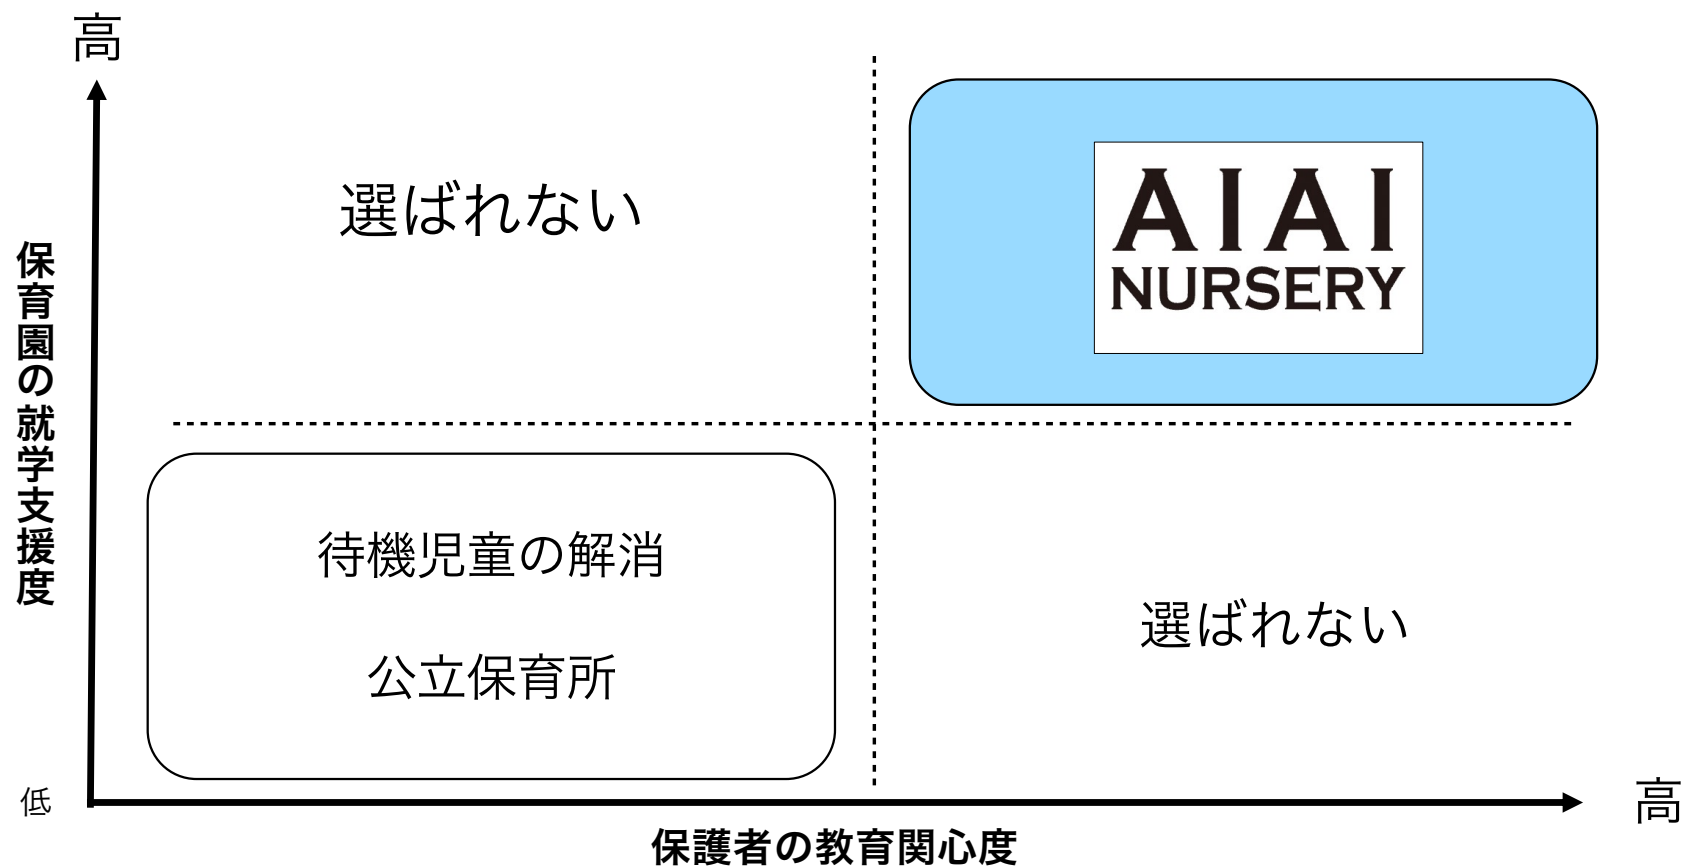 高
選ばれない
AIAI
NURSERY
保育園の就学支援度
待機児童の解消
公立保育所
選ばれない
低
高
保護者の教育関心度